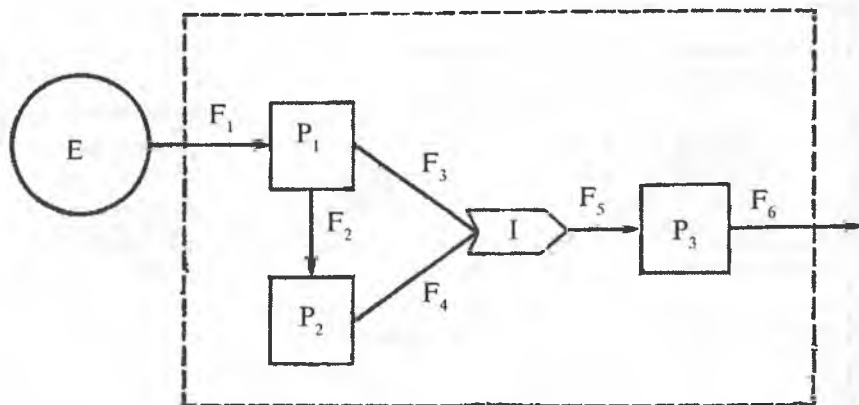 E
F₁
P₁
F₂
P₂
F₃
F₄
I
F₅
P₃
F₆